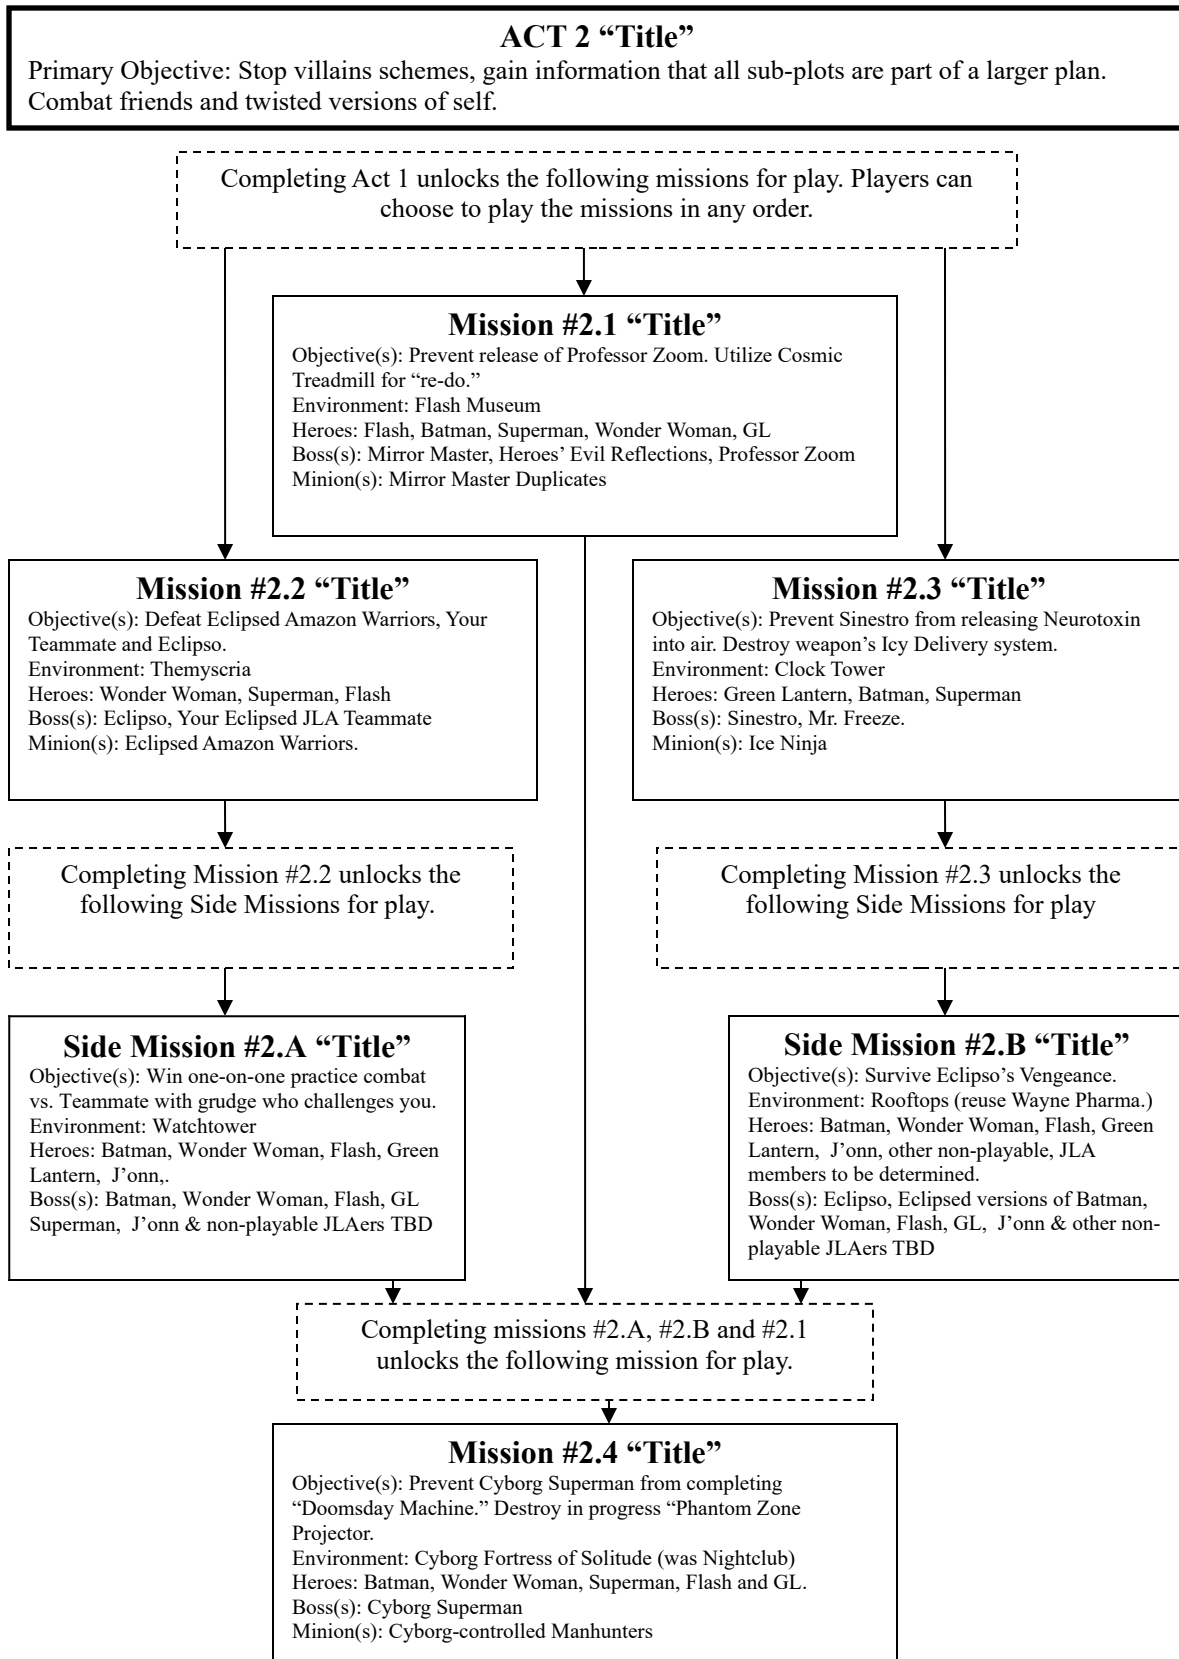 ACT 2 “Title”
Primary Objective: Stop villains schemes, gain information that all sub-plots are part of a larger plan.
Combat friends and twisted versions of self.
Completing Act 1 unlocks the following missions for play. Players can
choose to play the missions in any order.
Mission #2.1 “Title”
Objective(s): Prevent release of Professor Zoom. Utilize Cosmic
Treadmill for “re-do.”
Environment: Flash Museum
Heroes: Flash, Batman, Superman, Wonder Woman, GL
Boss(s): Mirror Master, Heroes’ Evil Reflections, Professor Zoom
Minion(s): Mirror Master Duplicates
Mission #2.2 “Title”
Objective(s): Defeat Eclipsed Amazon Warriors, Your
Teammate and Eclipso.
Environment: Themyscria
Heroes: Wonder Woman, Superman, Flash
Boss(s): Eclipso, Your Eclipsed JLA Teammate
Minion(s): Eclipsed Amazon Warriors.
Mission #2.3 “Title”
Objective(s): Prevent Sinestro from releasing Neurotoxin
into air. Destroy weapon’s Icy Delivery system.
Environment: Clock Tower
Heroes: Green Lantern, Batman, Superman
Boss(s): Sinestro, Mr. Freeze.
Minion(s): Ice Ninja
Completing Mission #2.2 unlocks the
following Side Missions for play.
Completing Mission #2.3 unlocks the
following Side Missions for play
Side Mission #2.A “Title”
Objective(s): Win one-on-one practice combat
vs. Teammate with grudge who challenges you.
Environment: Watchtower
Heroes: Batman, Wonder Woman, Flash, Green
Lantern,  J’onn,.
Boss(s): Batman, Wonder Woman, Flash, GL
Superman,  J’onn & non-playable JLAers TBD
Side Mission #2.B “Title”
Objective(s): Survive Eclipso’s Vengeance.
Environment: Rooftops (reuse Wayne Pharma.)
Heroes: Batman, Wonder Woman, Flash, Green
Lantern,  J’onn, other non-playable, JLA
members to be determined.
Boss(s): Eclipso, Eclipsed versions of Batman,
Wonder Woman, Flash, GL,  J’onn & other non-
playable JLAers TBD
Completing missions #2.A, #2.B and #2.1
unlocks the following mission for play.
Mission #2.4 “Title”
Objective(s): Prevent Cyborg Superman from completing
“Doomsday Machine.” Destroy in progress “Phantom Zone
Projector.
Environment: Cyborg Fortress of Solitude (was Nightclub)
Heroes: Batman, Wonder Woman, Superman, Flash and GL.
Boss(s): Cyborg Superman
Minion(s): Cyborg-controlled Manhunters